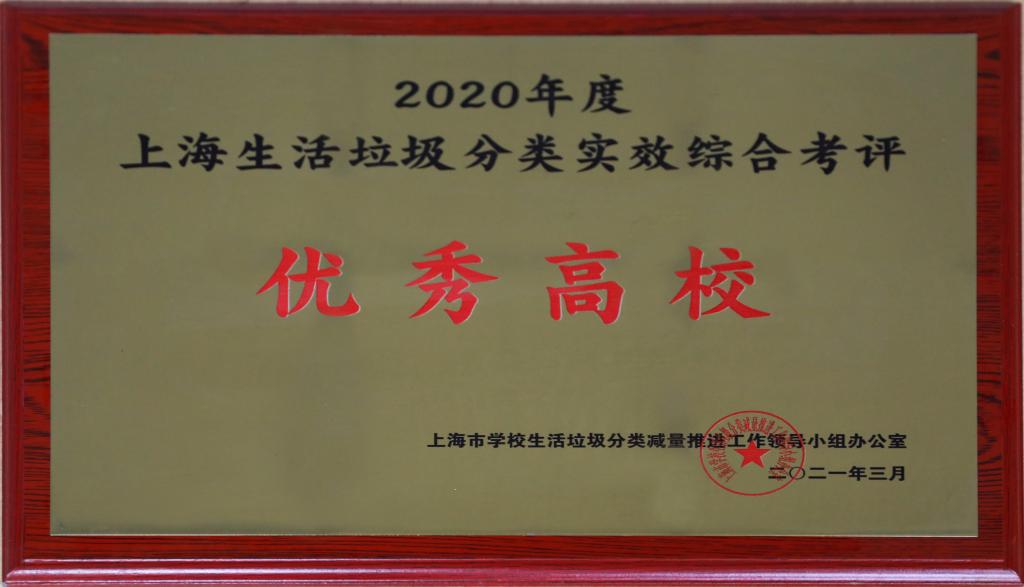 2020年度
上海生活垃圾分类实效综合考评
优秀高校
上海市学校生活垃圾分类减量推进工作领导小组办公室
二〇二一年三月